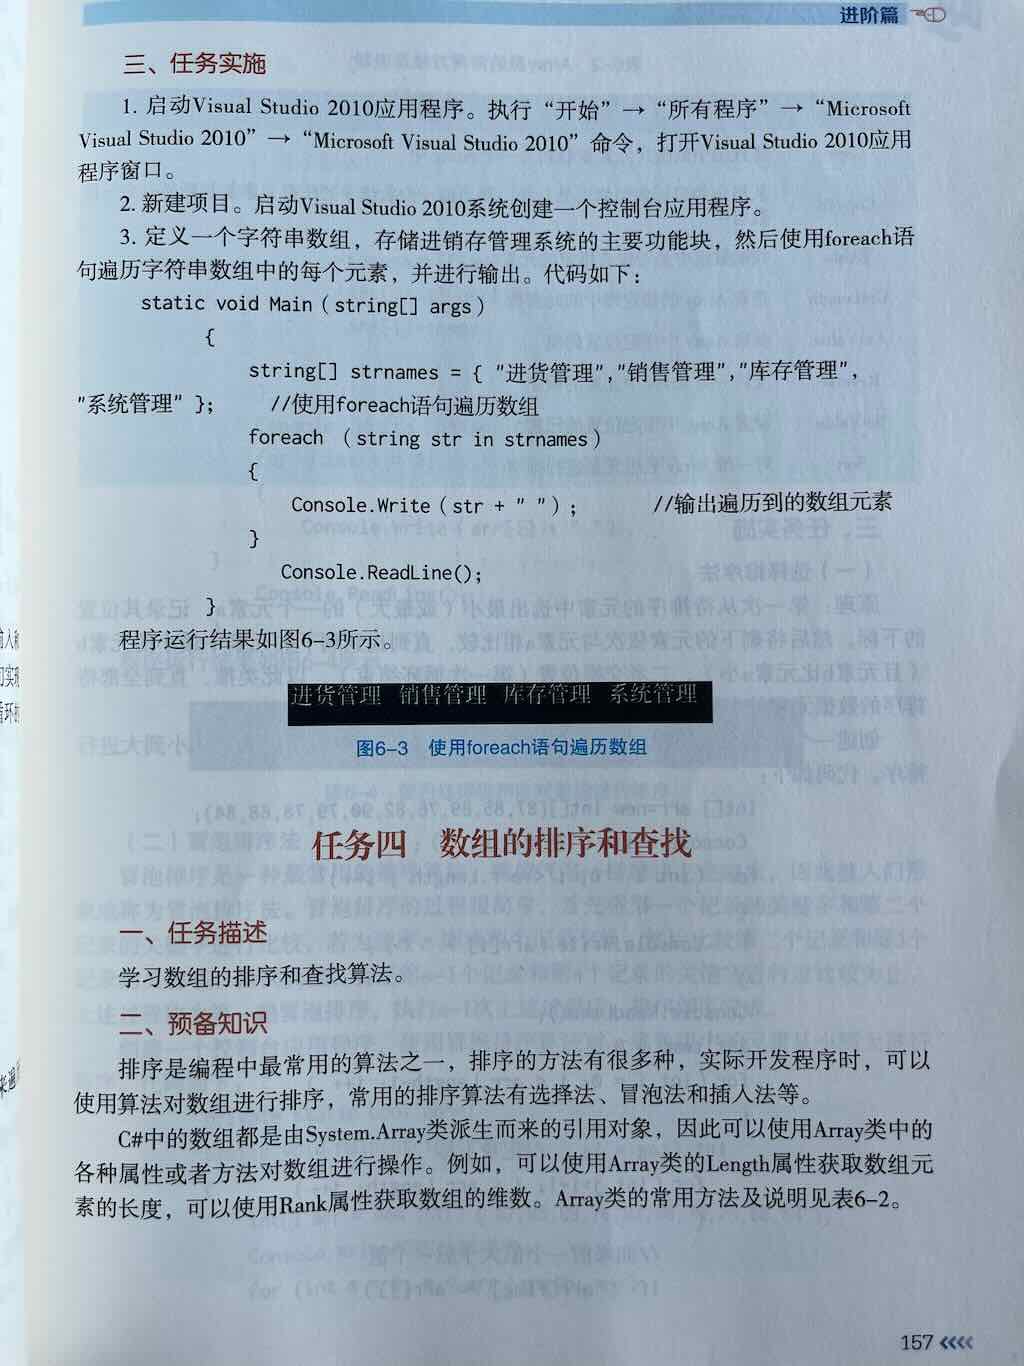 进阶篇
三、任务实施
1. 启动Visual Studio 2010应用程序。执行“开始”→“所有程序”→“Microsoft
Visual Studio 2010”→“Microsoft Visual Studio 2010”命令，打开Visual Studio 2010应用
程序窗口。
2. 新建项目。启动Visual Studio 2010系统创建一个控制台应用程序。
3. 定义一个字符串数组，存储进销存管理系统的主要功能块，然后使用foreach语
句遍历字符串数组中的每个元素，并进行输出。代码如下：
static void Main（string[] args）
{
string[] strnames = { "进货管理","销售管理","库存管理",
"系统管理" }; //使用foreach语句遍历数组
foreach （string str in strnames）
{
Console.Write（str + " "）; //输出遍历到的数组元素
}
Console.ReadLine();
}
程序运行结果如图6-3所示。
进货管理 销售管理 库存管理 系统管理
图6-3 使用foreach语句遍历数组
任务四 数组的排序和查找
一、任务描述
学习数组的排序和查找算法。
二、预备知识
排序是编程中最常用的算法之一，排序的方法有很多种，实际开发程序时，可以
使用算法对数组进行排序，常用的排序算法有选择法、冒泡法和插入法等。
C#中的数组都是由System.Array类派生而来的引用对象，因此可以使用Array类中的
各种属性或者方法对数组进行操作。例如，可以使用Array类的Length属性获取数组元
素的长度，可以使用Rank属性获取数组的维数。Array类的常用方法及说明见表6-2。
157